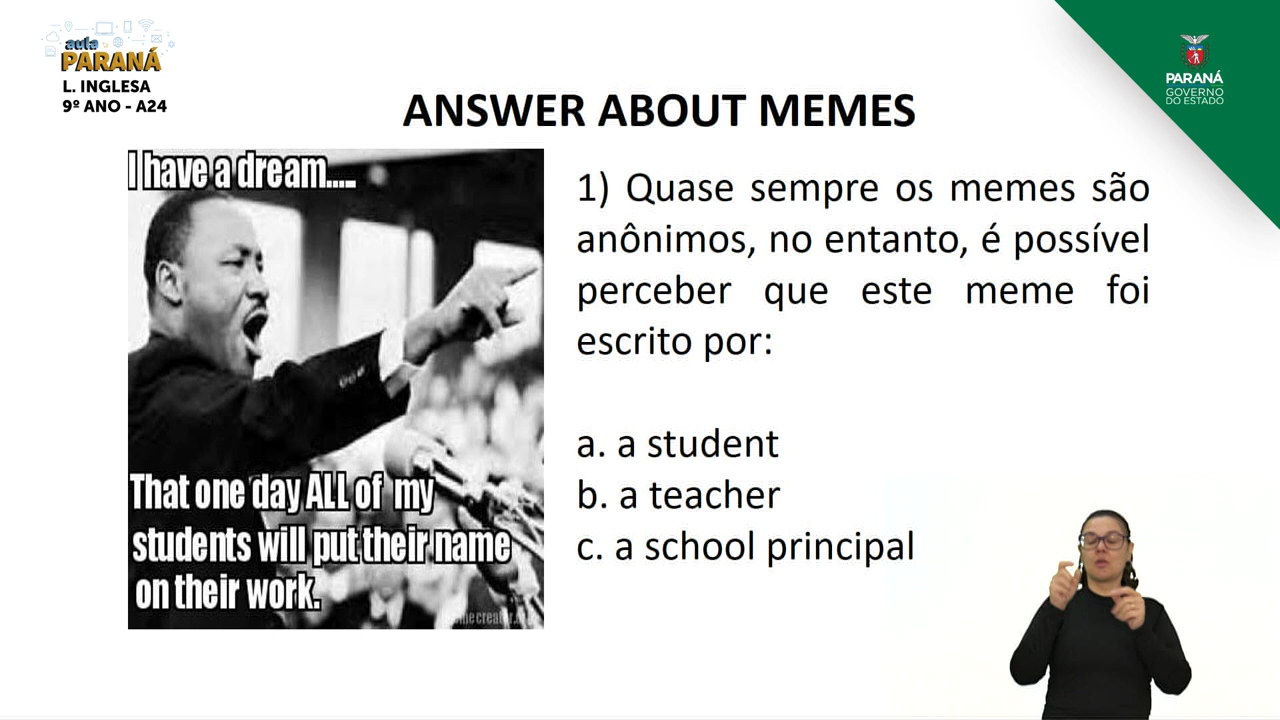 aula
PARANÁ
L. INGLESA
9º ANO - A24
PARANÁ
GOVERNO
DO ESTADO
ANSWER ABOUT MEMES
I have a dream....
That one day ALL of my
students will put their name
on their work.
1) Quase sempre os memes são
anônimos, no entanto, é possível
perceber que este meme foi
escrito por:
a. a student
b. a teacher
c. a school principal